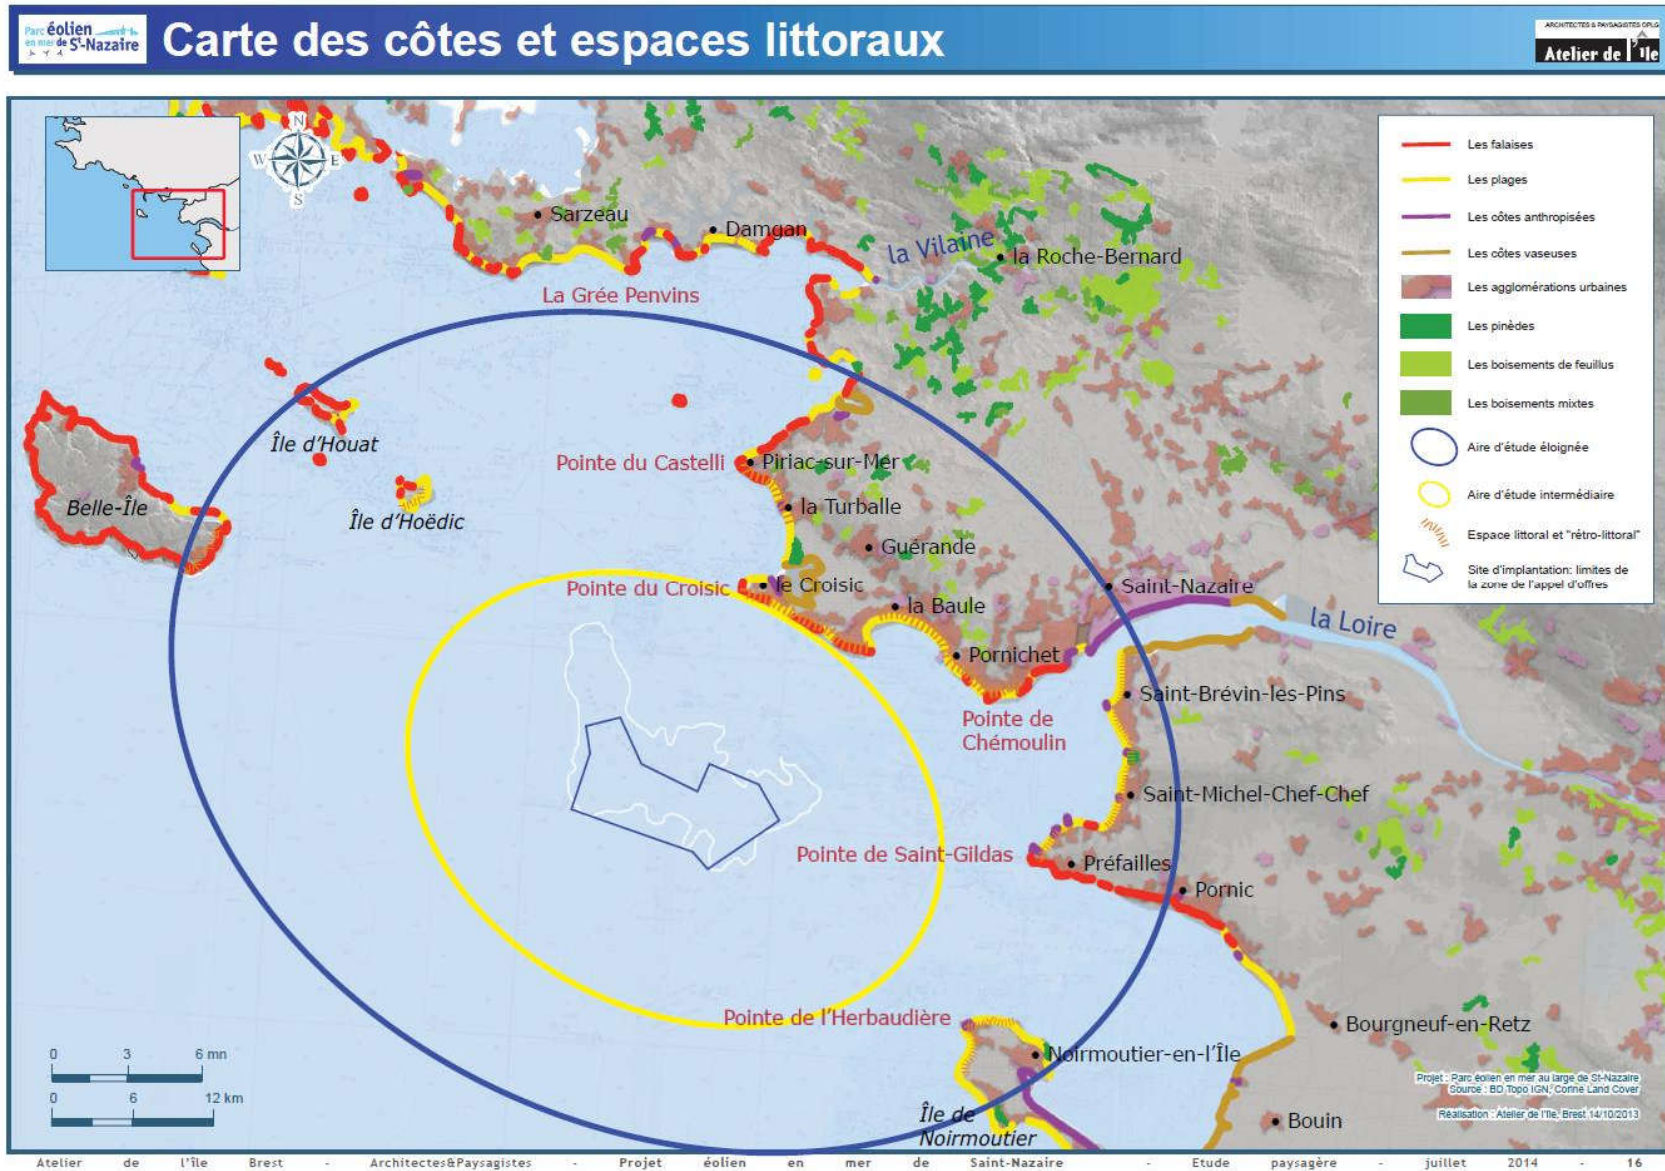 Parc éolien
en mer de St-Nazaire
Carte des côtes et espaces littoraux
ARCHITECTES & PAYSAGISTES DPLG
Atelier de l'île
N
W E
S
Les falaises
Les plages
Les côtes anthropisées
Les côtes vaseuses
Les agglomérations urbaines
Les pinèdes
Les boisements de feuillus
Les boisements mixtes
Aire d'étude éloignée
Aire d'étude intermédiaire
Espace littoral et "rétro-littoral"
Site d'implantation: limites de
la zone de l'appel d'offres
Sarzeau
Damgan
la Vilaine
la Roche-Bernard
La Grée Penvins
Île d'Houat
Pointe du Castelli
Piriac-sur-Mer
Belle-Île
Île d'Hoëdic
la Turballe
Guérande
Pointe du Croisic
le Croisic
Saint-Nazaire
la Baule
la Loire
Pornichet
Saint-Brévin-les-Pins
Pointe de
Chémoulin
Saint-Michel-Chef-Chef
Pointe de Saint-Gildas
Préfailles
Pornic
Pointe de l'Herbaudière
Bourgneuf-en-Retz
Noirmoutier-en-l'Île
Île de
Noirmoutier
Bouin
0 3 6 mn
0 6 12 km
Projet : Parc éolien en mer au large de St-Nazaire
Source : BD Topo IGN, Corine Land Cover
Réalisation : Atelier de l'île, Brest 14/10/2013
Atelier de l'île Brest - Architectes&Paysagistes - Projet éolien en mer de Saint-Nazaire - Etude paysagère - juillet 2014 - 16